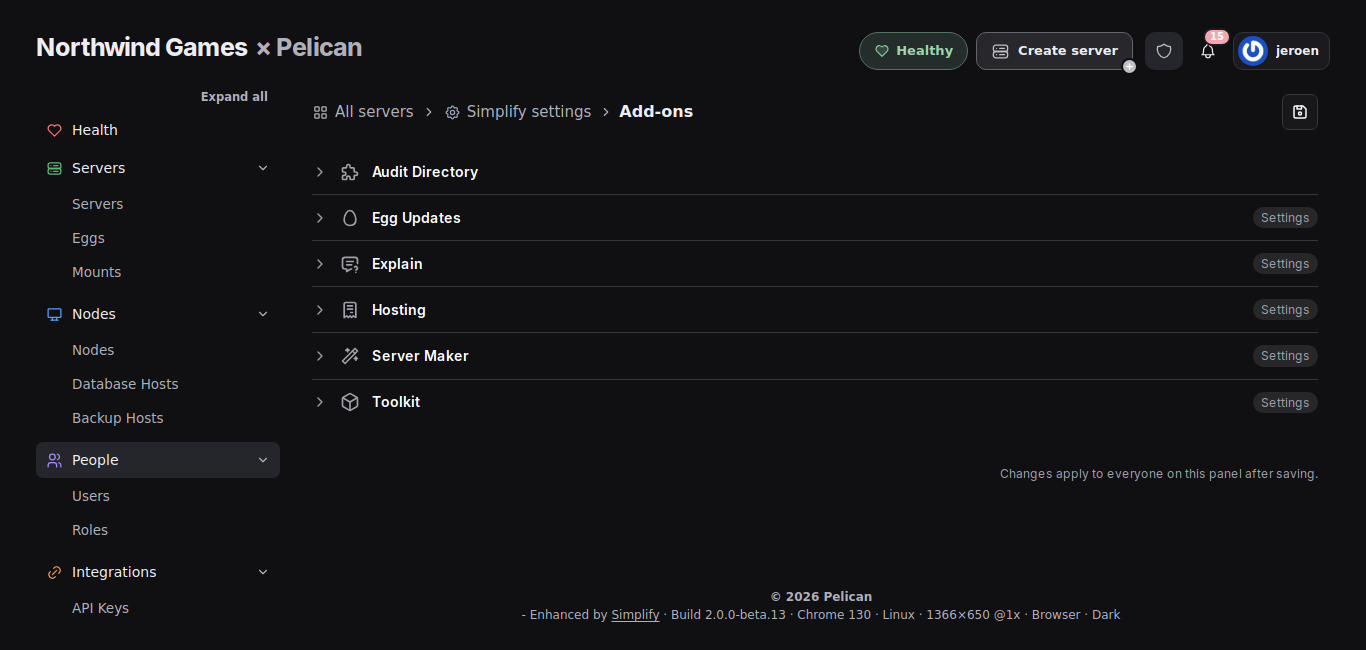 Northwind Games × Pelican
Healthy
Create server
15
jeroen
Expand all
Health
Servers
Servers
Eggs
Mounts
Nodes
Nodes
Database Hosts
Backup Hosts
People
Users
Roles
Integrations
API Keys
All servers > Simplify settings > Add-ons
Audit Directory
Egg Updates Settings
Explain Settings
Hosting Settings
Server Maker Settings
Toolkit Settings
Changes apply to everyone on this panel after saving.
© 2026 Pelican
- Enhanced by Simplify · Build 2.0.0-beta.13 · Chrome 130 · Linux · 1366×650 @1x · Browser · Dark